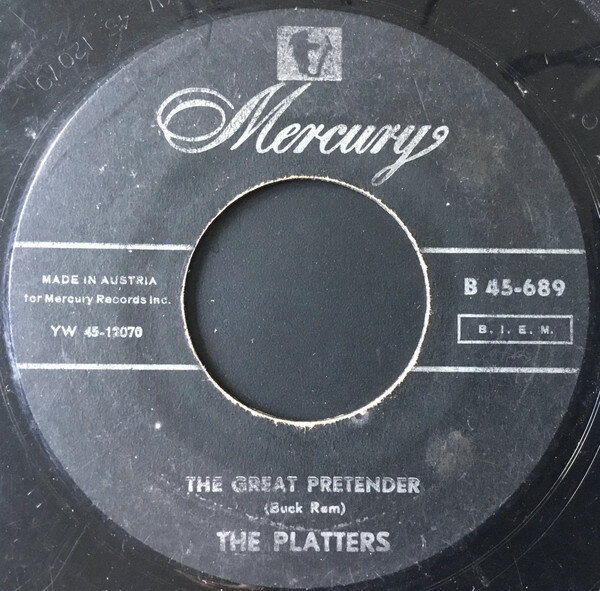 Mercury
MADE IN AUSTRIA
for Mercury Records Inc.
YW 45-12070
B 45-689
B. I. E. M.
THE GREAT PRETENDER
(Buck Ram)
THE PLATTERS